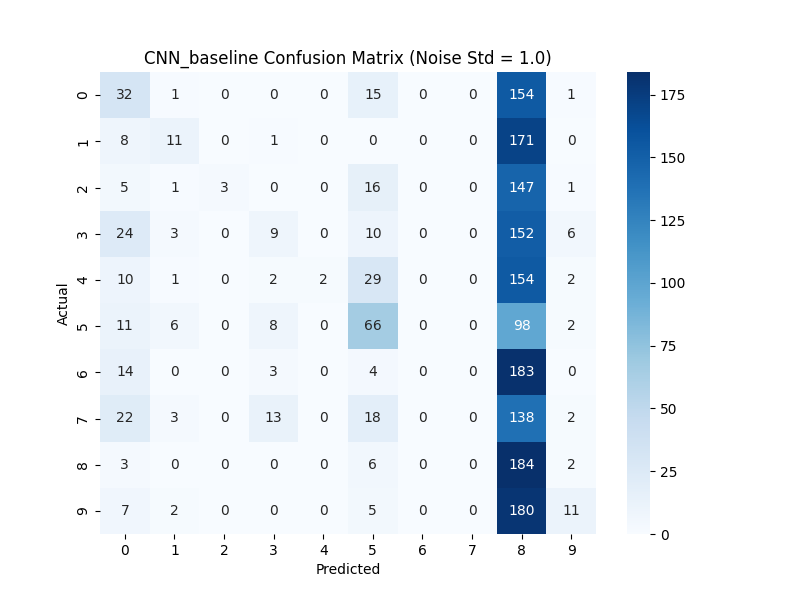 CNN_baseline Confusion Matrix (Noise Std = 1.0)
0 32 1 0 0 0 15 0 0 154 1
1 8 11 0 1 0 0 0 0 171 0
2 5 1 3 0 0 16 0 0 147 1
3 24 3 0 9 0 10 0 0 152 6
4 10 1 0 2 2 29 0 0 154 2
5 11 6 0 8 0 66 0 0 98 2
6 14 0 0 3 0 4 0 0 183 0
7 22 3 0 13 0 18 0 0 138 2
8 3 0 0 0 0 6 0 0 184 2
9 7 2 0 0 0 5 0 0 180 11
0 1 2 3 4 5 6 7 8 9
Predicted
Actual
175
150
125
100
75
50
25
0